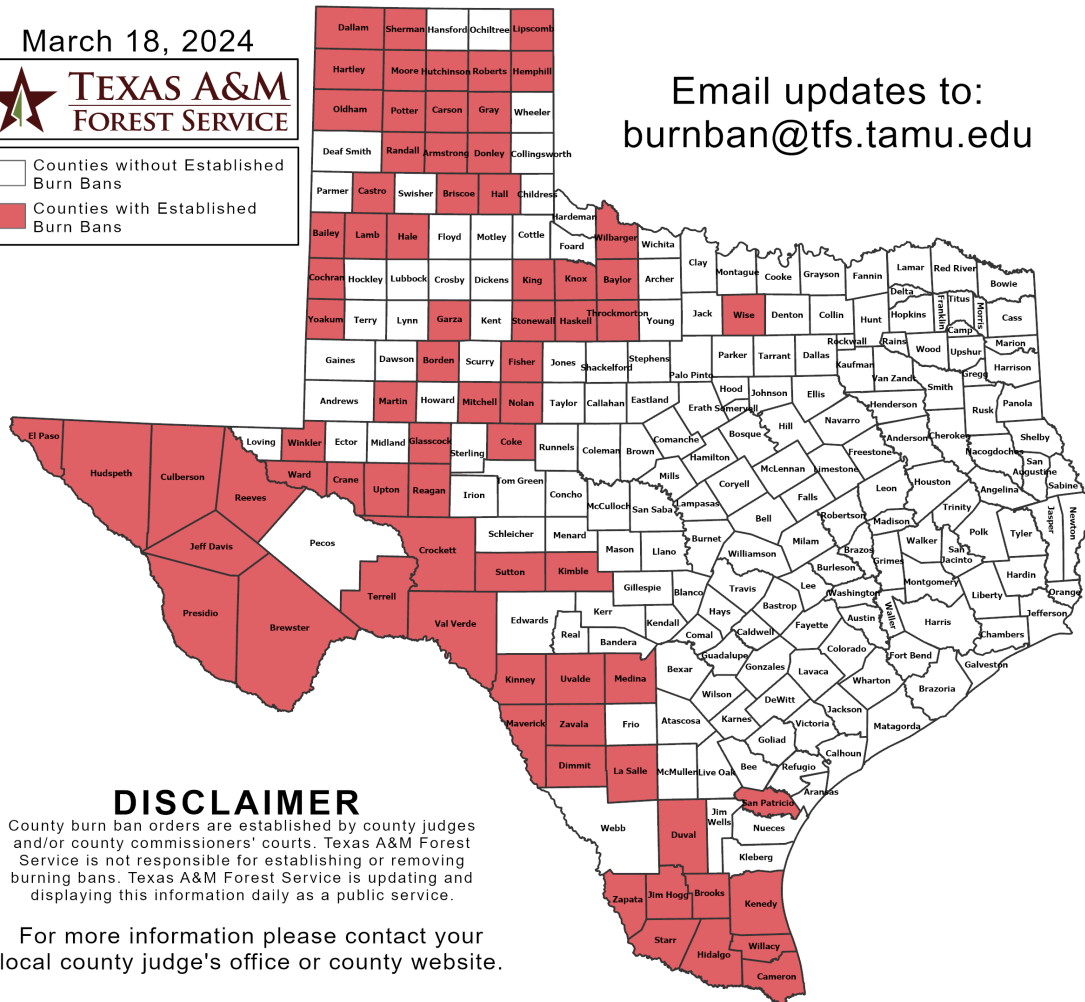 March 18, 2024
TEXAS A&M
FOREST SERVICE
Counties without Established
Burn Bans
Counties with Established
Burn Bans
Email updates to:
burnban@tfs.tamu.edu
Dallam Sherman Hansford Ochiltree Lipscomb
Hartley Moore Hutchinson Roberts Hemphill
Oldham Potter Carson Gray Wheeler
Deaf Smith Randall Armstrong Donley Collingsworth
Parmer Castro Swisher Briscoe Hall Childress
Hardeman
Bailey Lamb Hale Floyd Motley Cottle Foard Wilbarger Wichita
Clay Montague Cooke Grayson Fannin Lamar Red River Bowie
Cochran Hockley Lubbock Crosby Dickens King Knox Baylor Archer
Yoakum Terry Lynn Garza Kent Stonewall Haskell Throckmorton Young Jack Wise Denton Collin Hunt Delta Hopkins Franklin Titus Camp Morris Cass
Gaines Dawson Borden Scurry Fisher Jones Shackelford Stephens Palo Pinto Parker Tarrant Dallas Rockwall Kaufman Rains Van Zandt Wood Upshur Gregg Marion Harrison
Andrews Martin Howard Mitchell Nolan Taylor Callahan Eastland Erath Hood Somervell Johnson Ellis Henderson Smith Rusk Panola
El Paso Hudspeth Culberson Reeves Loving Winkler Ector Midland Glasscock Sterling Coke Runnels Coleman Brown Comanche Hamilton Bosque Hill Navarro Freestone Anderson Cherokee Nacogdoches Shelby
San
Augustine
Sabine
Ward Crane Upton Reagan Irion Tom Green Concho McCulloch San Saba Mills Lampasas Coryell McLennan Limestone Falls Leon Houston Angelina
Trinity Polk Tyler Jasper Newton
Jeff Davis Pecos Crockett Schleicher Menard Mason Llano Burnet Bell Williamson Milam Robertson Brazos Madison Grimes Walker
San
Jacinto
Hardin Orange
Presidio Brewster Terrell Val Verde Sutton Kimble Gillespie Blanco Travis Lee Burleson Washington Montgomery Liberty Jefferson
Edwards Real Kerr Bandera Kendall Comal Hays Caldwell Bastrop Fayette Austin Waller Harris Chambers
Kinney Uvalde Medina Bexar Guadalupe Gonzales Lavaca Colorado Wharton Fort Bend Brazoria Galveston
Maverick Zavala Frio Atascosa Wilson Karnes DeWitt Victoria Jackson Matagorda
Dimmit La Salle McMullen Live Oak Bee Goliad Refugio Calhoun Aransas
Webb Duval
Jim
Wells
San Patricio Nueces
Kleberg
Zapata Jim Hogg Brooks Kenedy
Starr Hidalgo Willacy
Cameron
DISCLAIMER
County burn ban orders are established by county judges
and/or county commissioners' courts. Texas A&M Forest
Service is not responsible for establishing or removing
burning bans. Texas A&M Forest Service is updating and
displaying this information daily as a public service.
For more information please contact your
local county judge's office or county website.